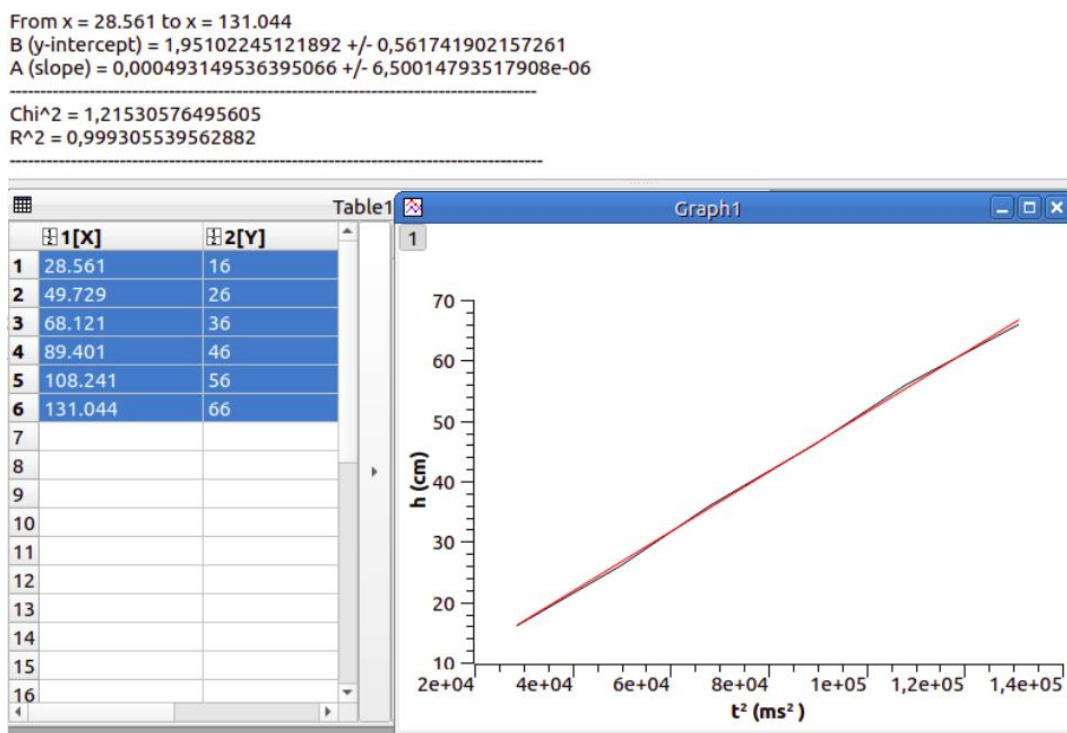 From x = 28.561 to x = 131.044
B (y-intercept) = 1,95102245121892 +/- 0,561741902157261
A (slope) = 0,000493149536395066 +/- 6,50014793517908e-06
--------------------------------------------------------------------------------------
Chi^2 = 1,21530576495605
R^2 = 0,999305539562882
---------------------------------------------------------------------------------------
Table1
1[X] 2[Y]
1 28.561 16
2 49.729 26
3 68.121 36
4 89.401 46
5 108.241 56
6 131.044 66
7
8
9
10
11
12
13
14
15
16
Graph1
1
70
60
50
40
30
20
10
h (cm)
2e+04 4e+04 6e+04 8e+04 1e+05 1,2e+05 1,4e+05
t² (ms²)